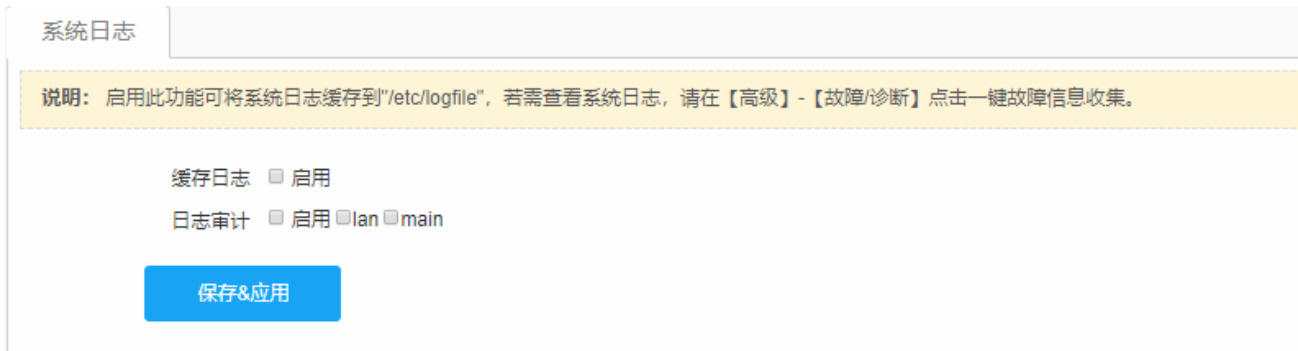 系统日志
说明： 启用此功能可将系统日志缓存到"/etc/logfile"，若需查看系统日志，请在【高级】-【故障/诊断】点击一键故障信息收集。
缓存日志 启用
日志审计 启用 lan main
保存&应用